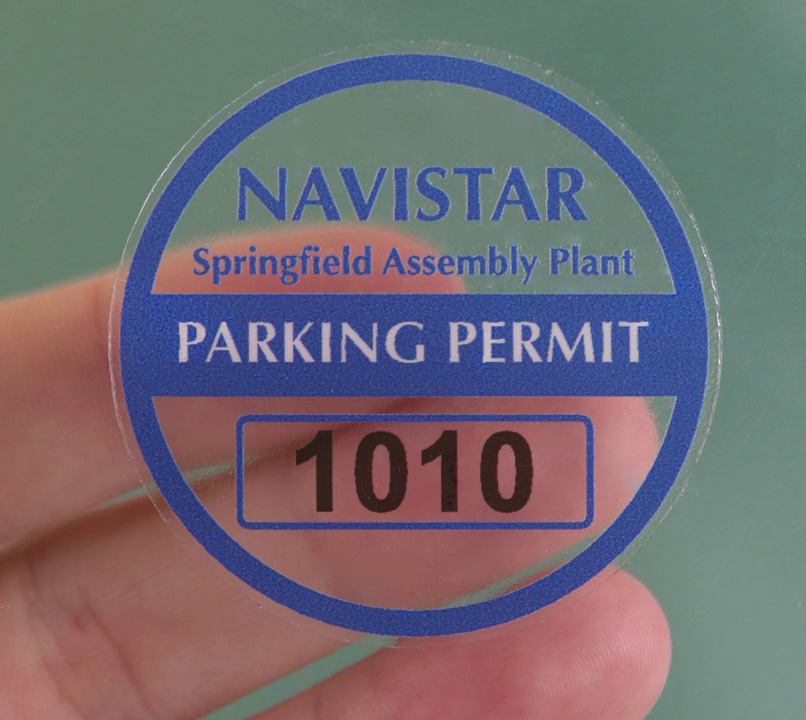 NAVISTAR
Springfield Assembly Plant
PARKING PERMIT
1010